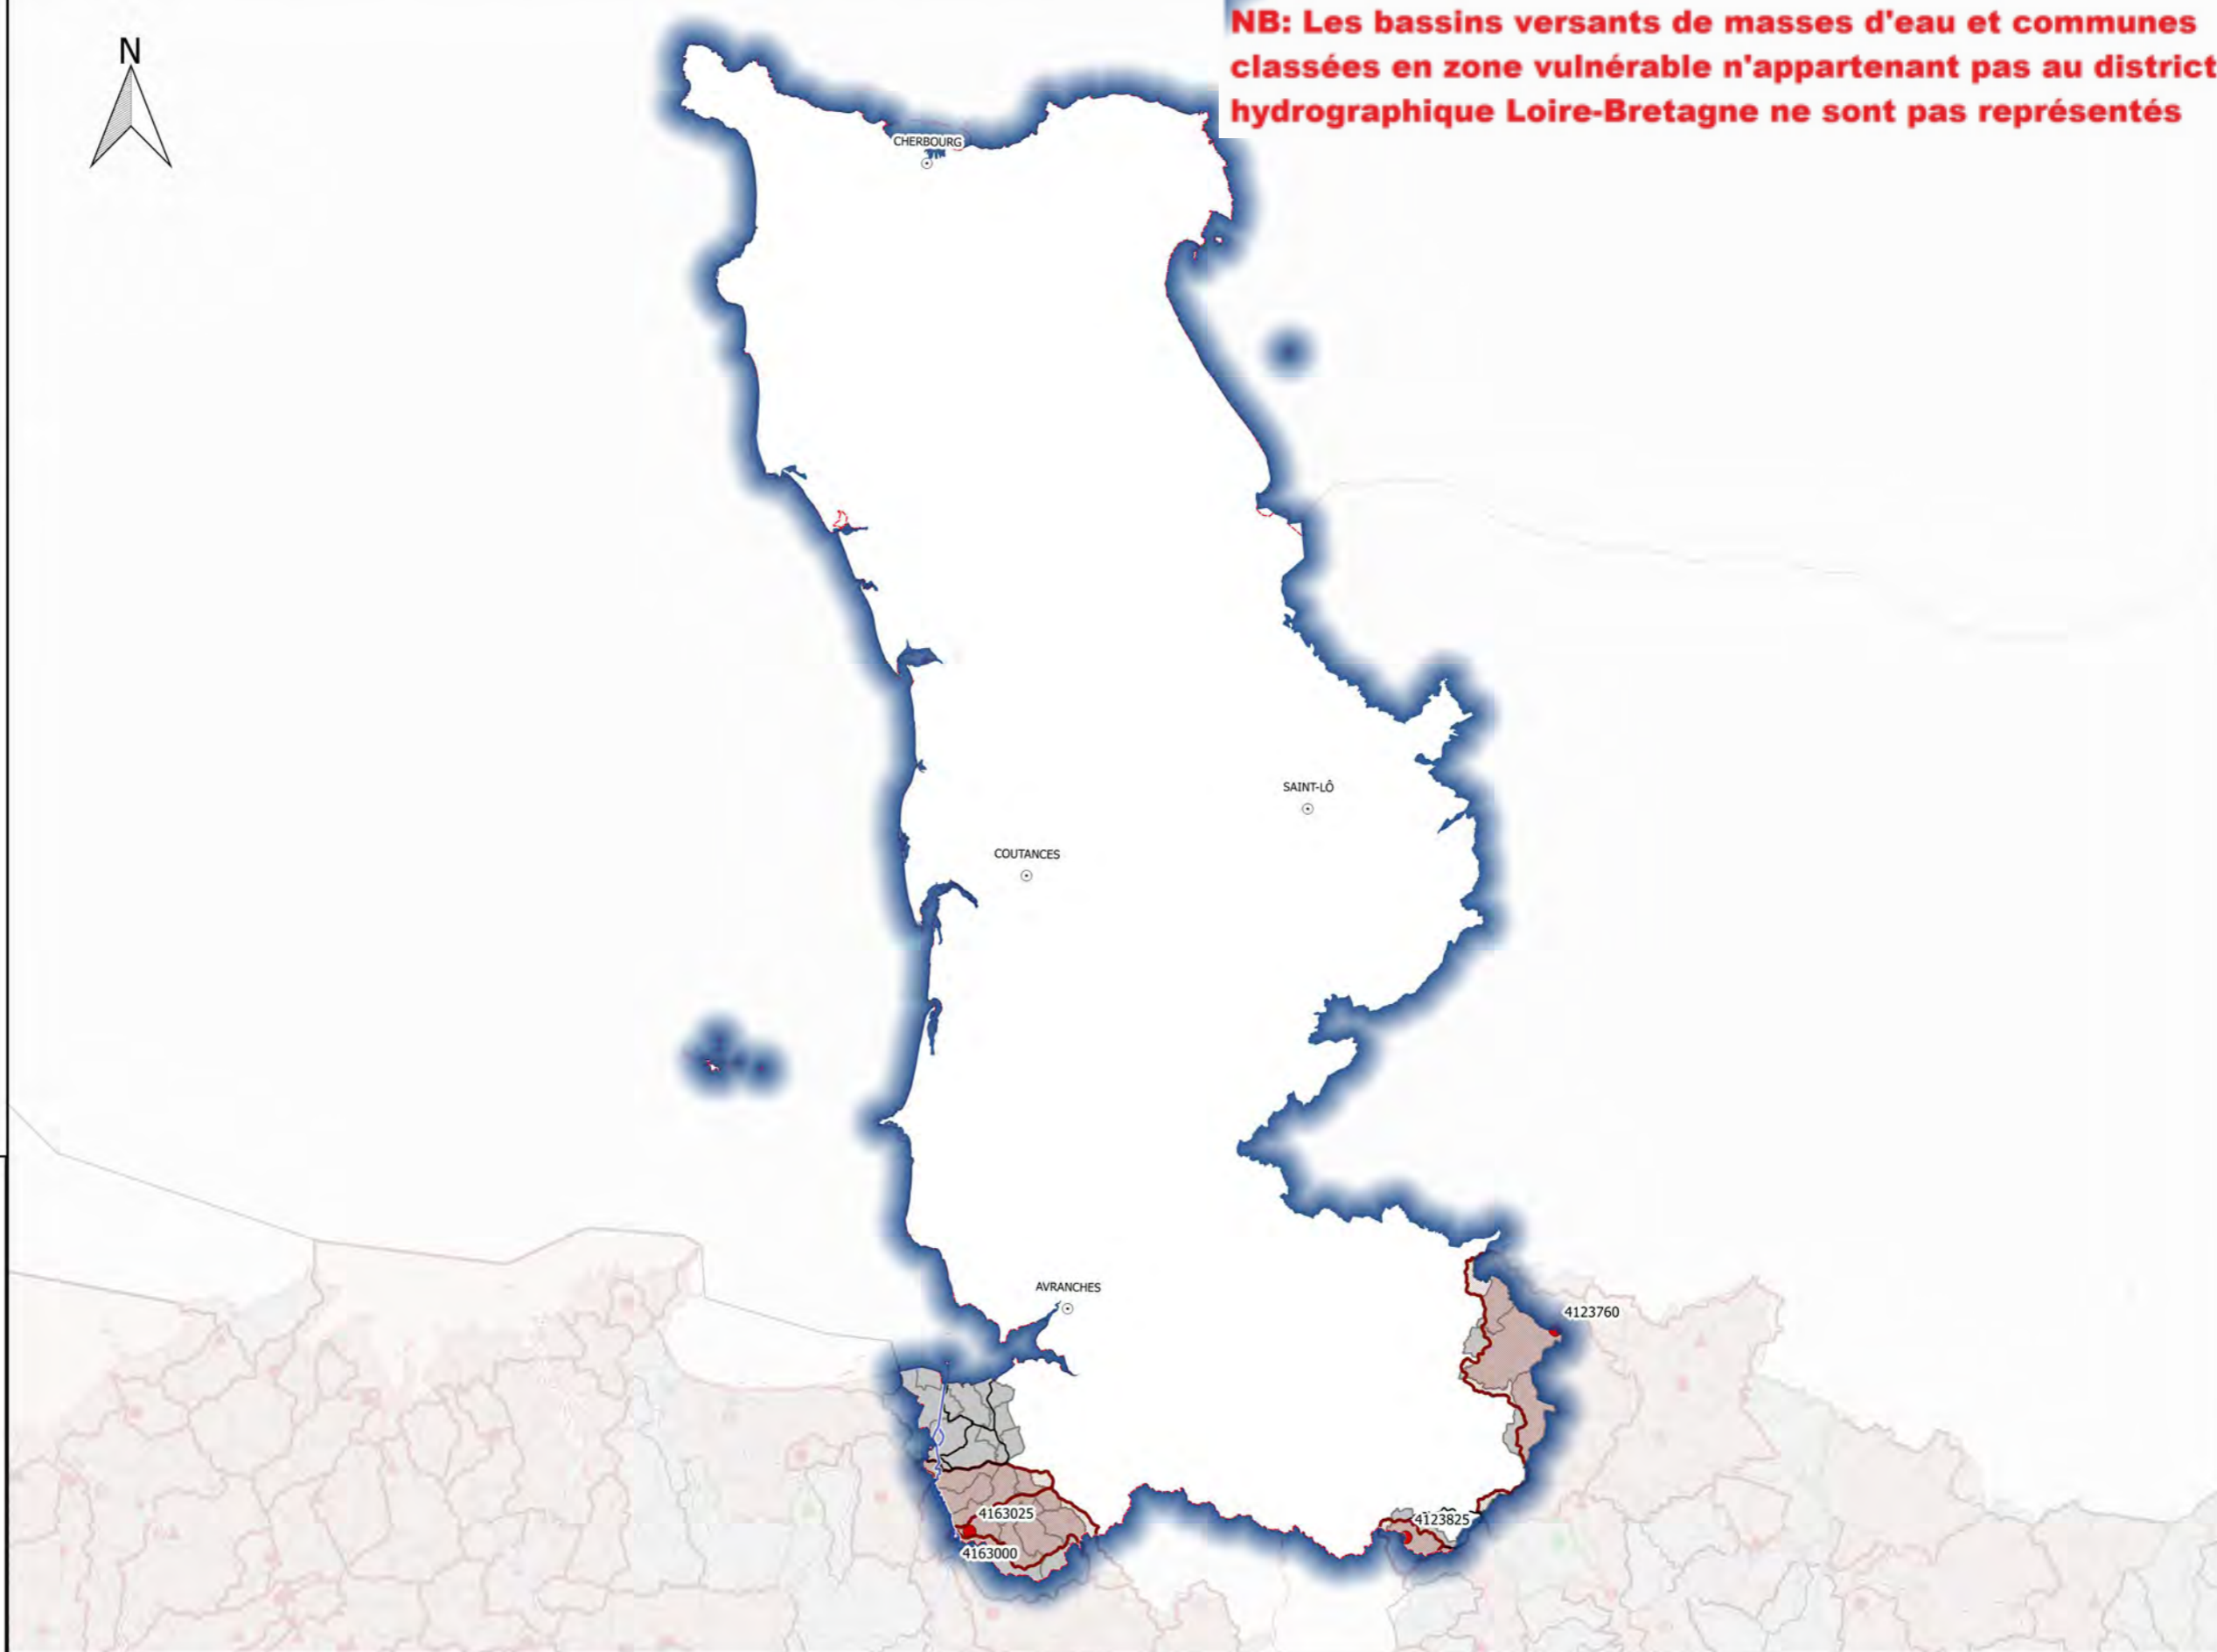 NB: Les bassins versants de masses d'eau et communes
classées en zone vulnérable n'appartenant pas au district
hydrographique Loire-Bretagne ne sont pas représentés
N
CHERBOURG
SAINT-LÔ
COUTANCES
AVRANCHES
4123760
4163025
4123825
4163000